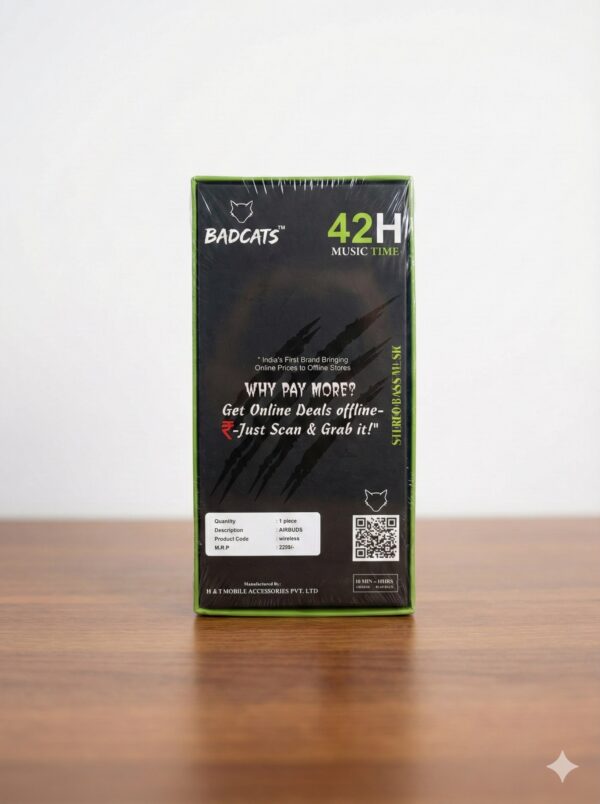 BADCATS™
42H
MUSIC TIME
" India's First Brand Bringing
Online Prices to Offline Stores
WHY PAY MORE?
Get Online Deals offline-
₹-Just Scan & Grab it!"
STEREO BASS MUSIC
Quantity : 1 piece
Description : AIRBUDS
Product Code : wireless
M.R.P : 2299/-
Manufactured By:
H & T MOBILE ACCESSORIES PVT. LTD
10 MIN =